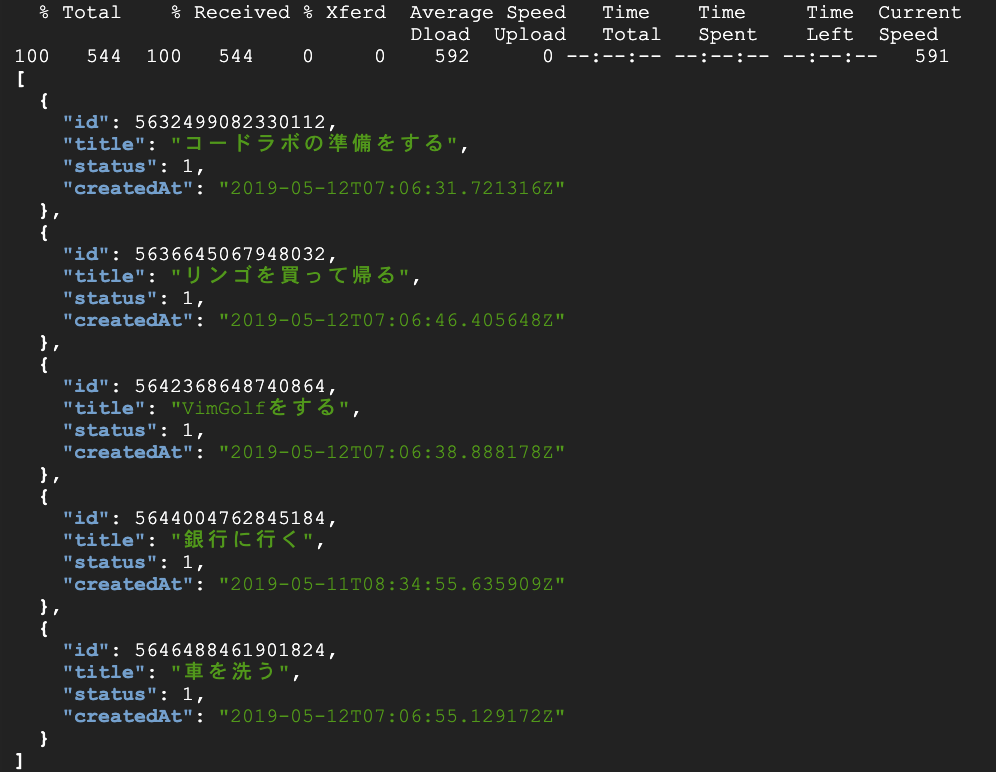 % Total % Received % Xferd Average Speed Time Time Time Current
Dload Upload Total Spent Left Speed
100 544 100 544 0 0 592 0 --:--:-- --:--:-- --:--:-- 591
[
{
"id": 5632499082330112,
"title": "コードラボの準備をする",
"status": 1,
"createdAt": "2019-05-12T07:06:31.721316Z"
},
{
"id": 5636645067948032,
"title": "リンゴを買って帰る",
"status": 1,
"createdAt": "2019-05-12T07:06:46.405648Z"
},
{
"id": 5642368648740864,
"title": "VimGolfをする",
"status": 1,
"createdAt": "2019-05-12T07:06:38.888178Z"
},
{
"id": 5644004762845184,
"title": "銀行に行く",
"status": 1,
"createdAt": "2019-05-11T08:34:55.635909Z"
},
{
"id": 5646488461901824,
"title": "車を洗う",
"status": 1,
"createdAt": "2019-05-12T07:06:55.129172Z"
}
]